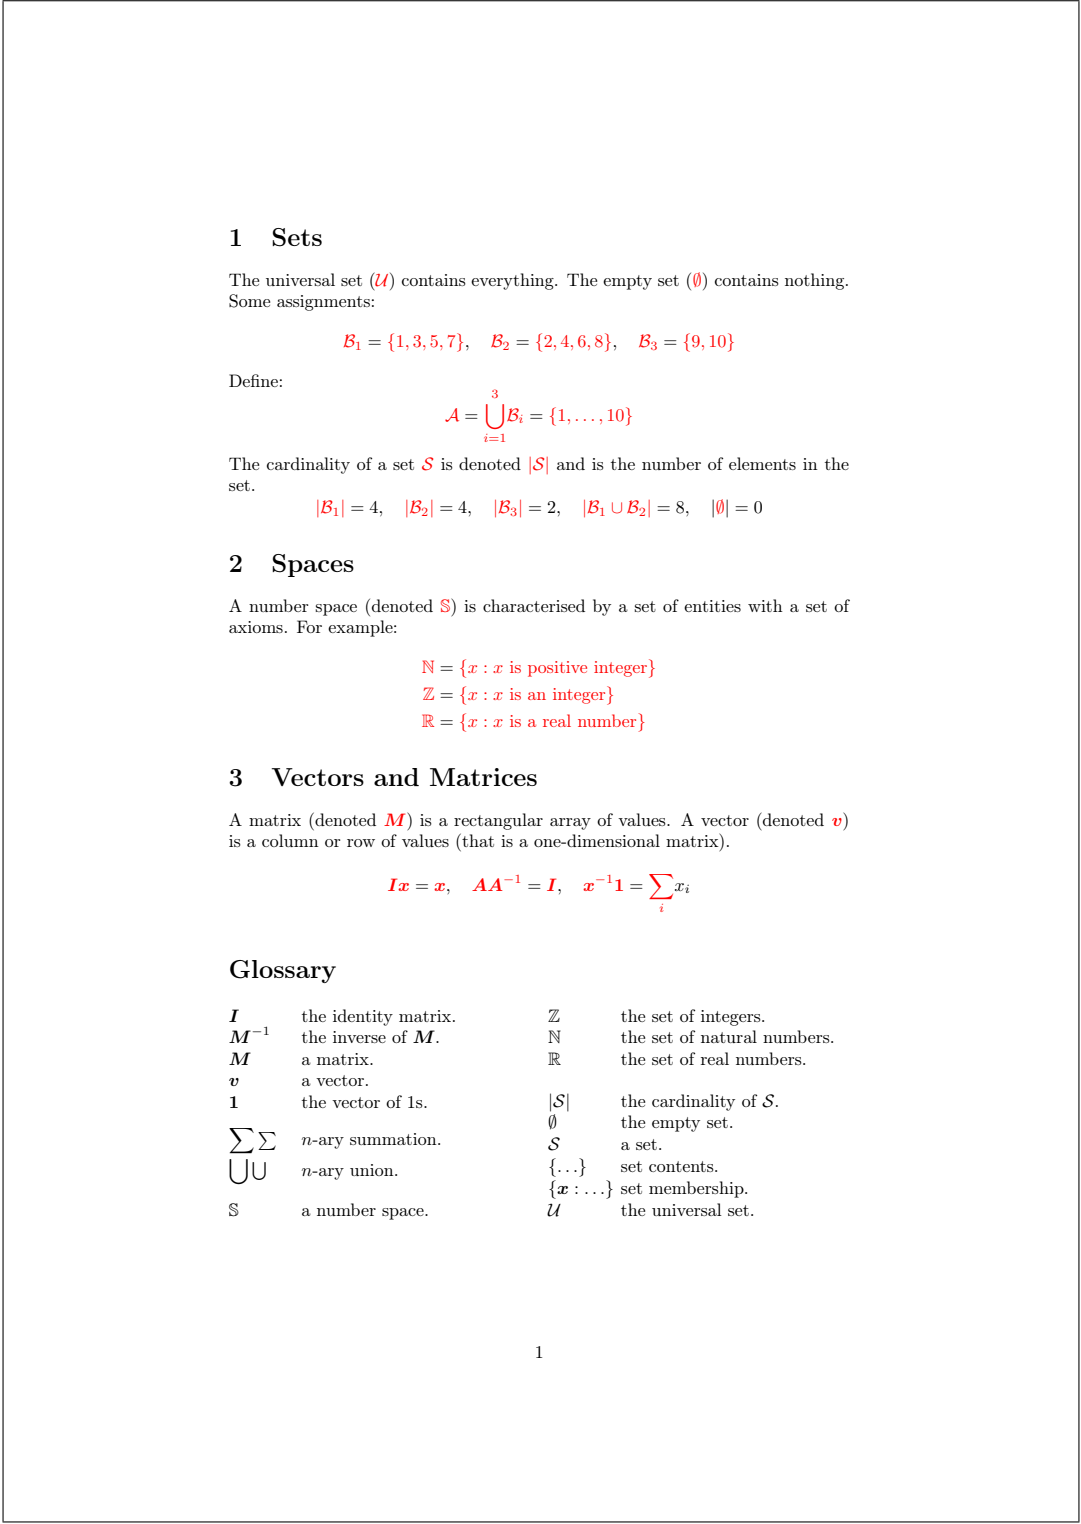 1 Sets
The universal set (𝒰) contains everything. The empty set (∅) contains nothing.
Some assignments:
ℬ₁ = {1, 3, 5, 7}, ℬ₂ = {2, 4, 6, 8}, ℬ₃ = {9, 10}
Define:
𝒜 = ⋃_{i=1}^{3} ℬᵢ = {1, . . . , 10}
The cardinality of a set 𝒮 is denoted |𝒮| and is the number of elements in the
set.
|ℬ₁| = 4, |ℬ₂| = 4, |ℬ₃| = 2, |ℬ₁ ∪ ℬ₂| = 8, |∅| = 0
2 Spaces
A number space (denoted 𝕊) is characterised by a set of entities with a set of
axioms. For example:
ℕ = {x : x is positive integer}
ℤ = {x : x is an integer}
ℝ = {x : x is a real number}
3 Vectors and Matrices
A matrix (denoted 𝑴) is a rectangular array of values. A vector (denoted 𝒗)
is a column or row of values (that is a one-dimensional matrix).
𝑰𝒙 = 𝒙, 𝑨𝑨⁻¹ = 𝑰, 𝒙⁻¹𝟏 = ∑_{i} xᵢ
Glossary
𝑰 the identity matrix.
𝑴⁻¹ the inverse of 𝑴.
𝑴 a matrix.
𝒗 a vector.
𝟏 the vector of 1s.
∑ ∑ n-ary summation.
⋃ ⋃ n-ary union.
𝕊 a number space.
ℤ the set of integers.
ℕ the set of natural numbers.
ℝ the set of real numbers.
|𝒮| the cardinality of 𝒮.
∅ the empty set.
𝒮 a set.
{. . .} set contents.
{𝒙 : . . .} set membership.
𝒰 the universal set.
1